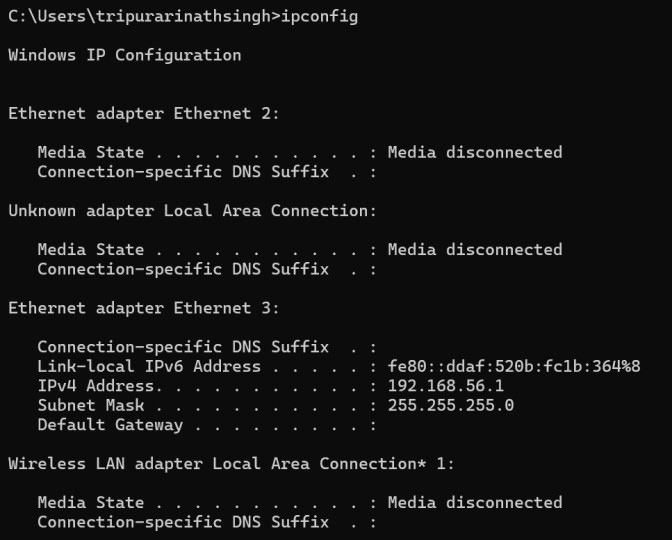 C:\Users\tripurarinathsingh>ipconfig
Windows IP Configuration
Ethernet adapter Ethernet 2:
   Media State . . . . . . . . . . . : Media disconnected
   Connection-specific DNS Suffix  . :
Unknown adapter Local Area Connection:
   Media State . . . . . . . . . . . : Media disconnected
   Connection-specific DNS Suffix  . :
Ethernet adapter Ethernet 3:
   Connection-specific DNS Suffix  . :
   Link-local IPv6 Address . . . . . : fe80::ddaf:520b:fc1b:364%8
   IPv4 Address. . . . . . . . . . . : 192.168.56.1
   Subnet Mask . . . . . . . . . . . : 255.255.255.0
   Default Gateway . . . . . . . . . :
Wireless LAN adapter Local Area Connection* 1:
   Media State . . . . . . . . . . . : Media disconnected
   Connection-specific DNS Suffix  . :